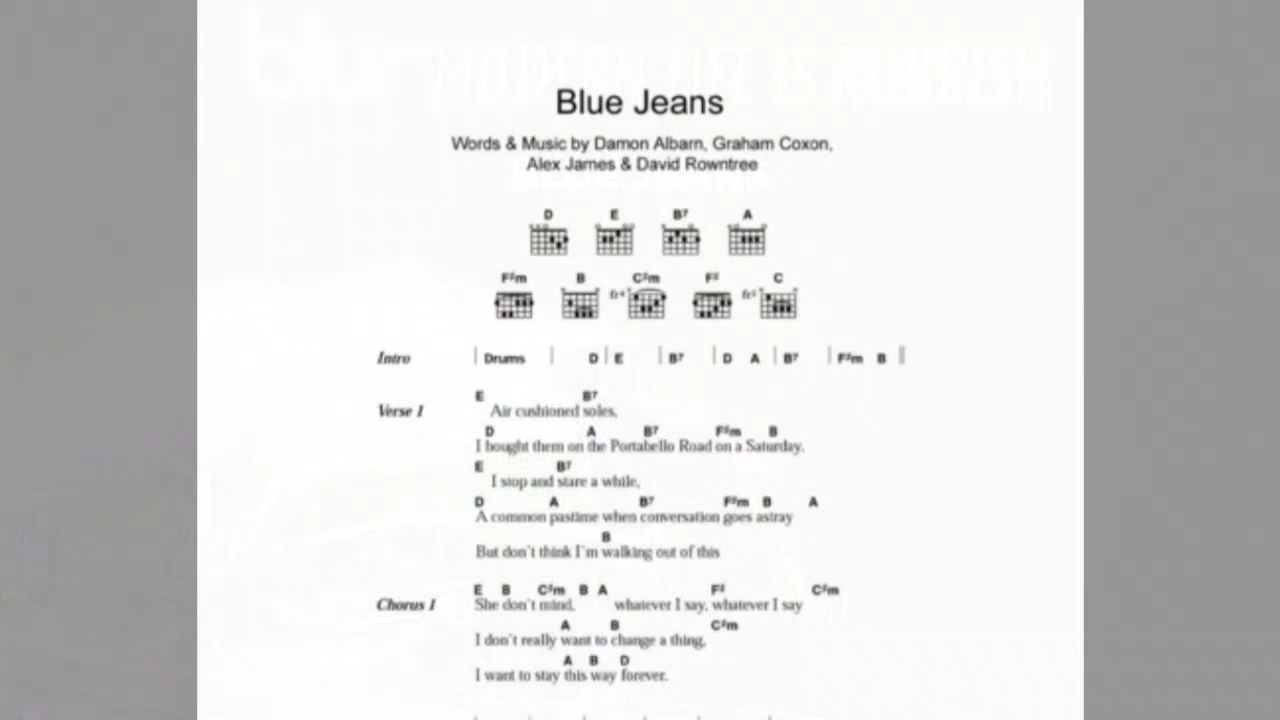 blur MODERN LIFE IS RUBBISH
Blue Jeans
Words & Music by Damon Albarn, Graham Coxon,
Alex James & David Rowntree
BLUE JEANS
D E B7 A
F♯m B C♯m F♯ C
fr4 fr3
Intro | Drums | D | E | B7 | D A | B7 | F♯m B ||
E B7
Verse 1 Air cushioned soles,
D A B7 F♯m B
I bought them on the Portabello Road on a Saturday.
E B7
I stop and stare a while,
D A B7 F♯m B A
A common pastime when conversation goes astray
B
But don't think I'm walking out of this
E B C♯m B A F♯ C♯m
Chorus 1 She don't mind, whatever I say, whatever I say
A B C♯m
I don't really want to change a thing,
A B D
I want to stay this way forever.